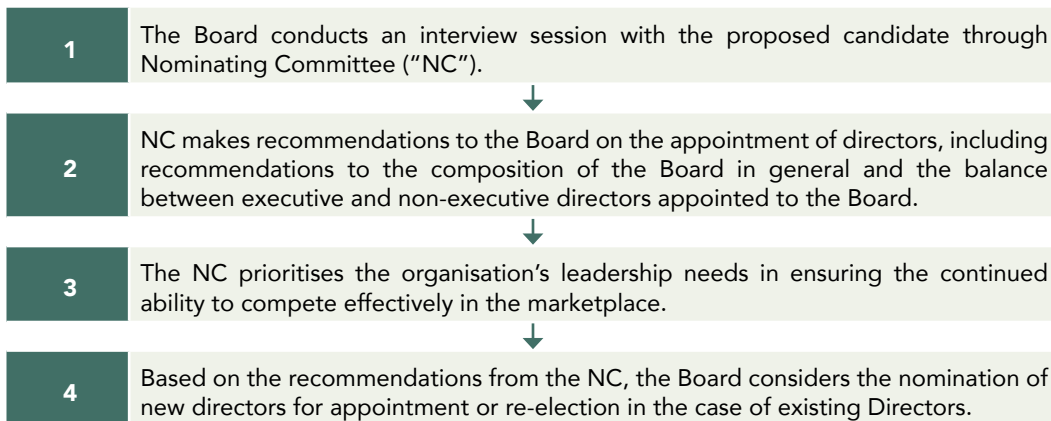 1
The Board conducts an interview session with the proposed candidate through
Nominating Committee (“NC”).
2
NC makes recommendations to the Board on the appointment of directors, including
recommendations to the composition of the Board in general and the balance
between executive and non-executive directors appointed to the Board.
3
The NC prioritises the organisation’s leadership needs in ensuring the continued
ability to compete effectively in the marketplace.
4
Based on the recommendations from the NC, the Board considers the nomination of
new directors for appointment or re-election in the case of existing Directors.